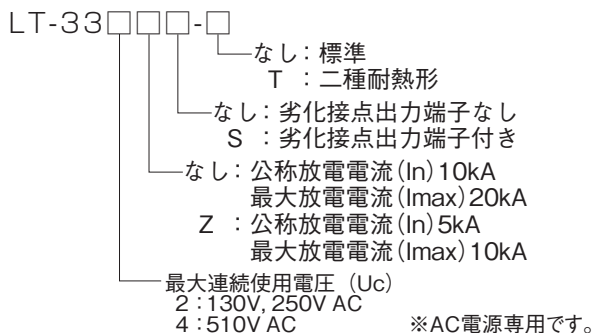 LT-33□□□-□
なし：標準
T ：二種耐熱形
なし：劣化接点出力端子なし
S ：劣化接点出力端子付き
なし：公称放電電流（In）10kA
最大放電電流（Imax）20kA
Z ：公称放電電流（In）5kA
最大放電電流（Imax）10kA
最大連続使用電圧（Uc）
2：130V, 250V AC
4：510V AC ※AC電源専用です。